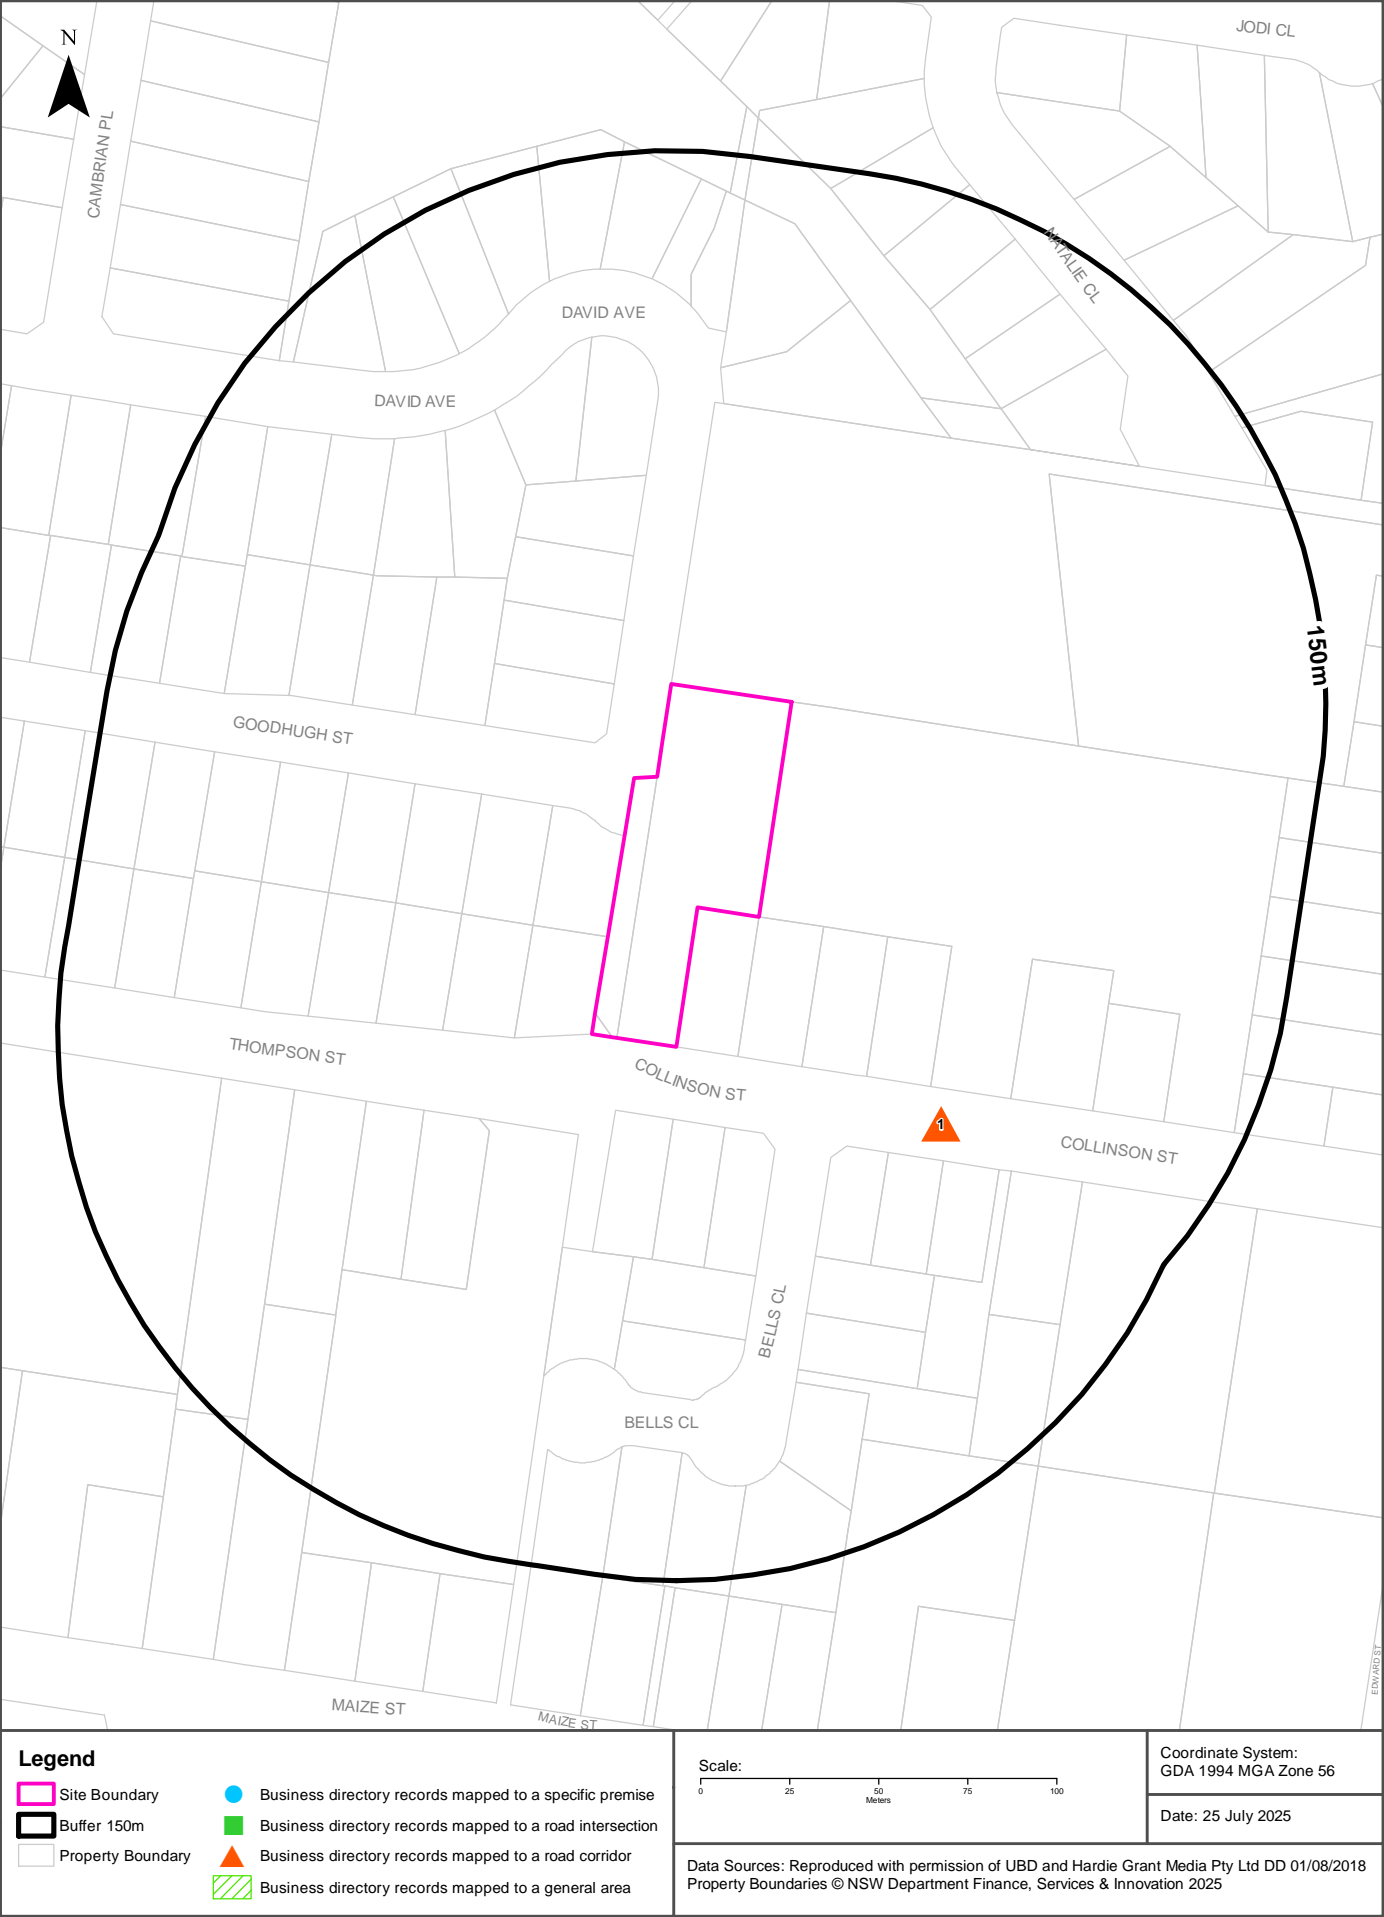 JODI CL
N
CAMBRIAN PL
NATALIE CL
DAVID AVE
DAVID AVE
150m
GOODHUGH ST
THOMPSON ST
COLLINSON ST
1
COLLINSON ST
BELLS CL
BELLS CL
EDWARD ST
MAIZE ST
MAIZE ST
Legend
Site Boundary
Buffer 150m
Property Boundary
Business directory records mapped to a specific premise
Business directory records mapped to a road intersection
Business directory records mapped to a road corridor
Business directory records mapped to a general area
Scale:
0 25 50 75 100
Meters
Coordinate System:
GDA 1994 MGA Zone 56
Date: 25 July 2025
Data Sources: Reproduced with permission of UBD and Hardie Grant Media Pty Ltd DD 01/08/2018
Property Boundaries © NSW Department Finance, Services & Innovation 2025